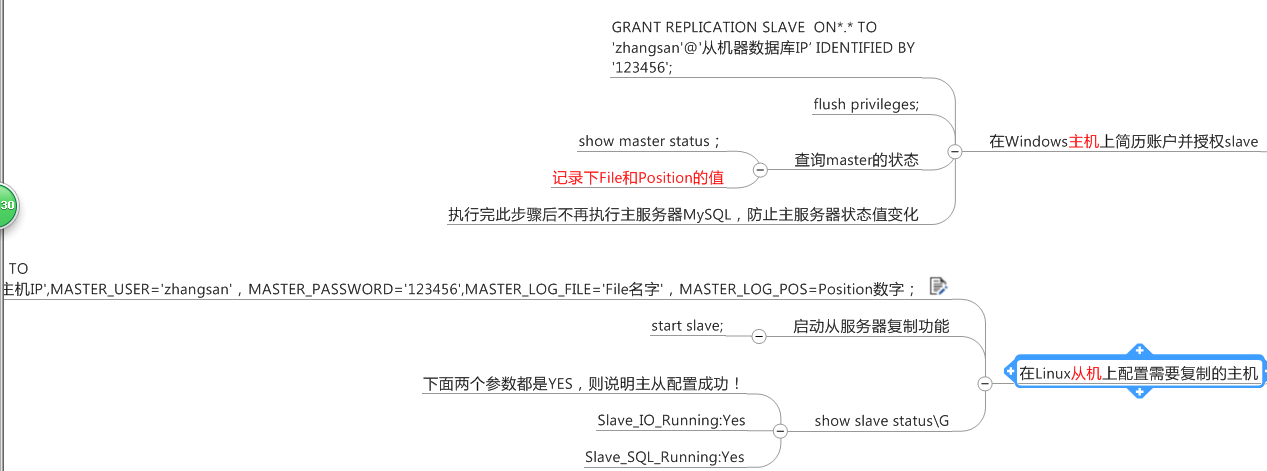 GRANT REPLICATION SLAVE  ON*.* TO
'zhangsan'@'从机器数据库IP' IDENTIFIED BY
'123456';
flush privileges;
show master status；
记录下File和Position的值
查询master的状态
执行完此步骤后不再执行主服务器MySQL，防止主服务器状态值变化
在Windows主机上简历账户并授权slave
30
TO
主机IP',MASTER_USER='zhangsan'，MASTER_PASSWORD='123456',MASTER_LOG_FILE='File名字'，MASTER_LOG_POS=Position数字；
start slave;
启动从服务器复制功能
下面两个参数都是YES，则说明主从配置成功！
Slave_IO_Running:Yes
Slave_SQL_Running:Yes
show slave status\G
在Linux从机上配置需要复制的主机